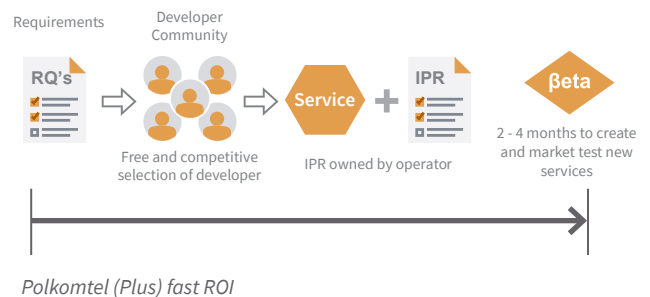 Requirements
Developer
Community
RQ's
Service
IPR
βeta
Free and competitive
selection of developer
IPR owned by operator
2 - 4 months to create
and market test new
services
Polkomtel (Plus) fast ROI